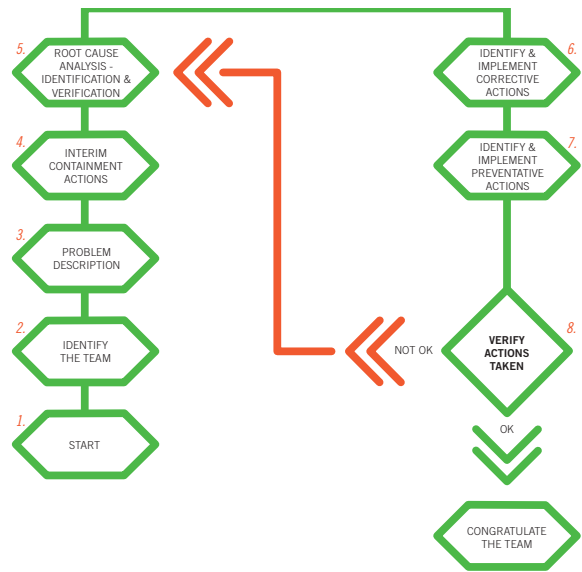 5.
ROOT CAUSE
ANALYSIS -
IDENTIFICATION &
VERIFICATION
4.
INTERIM
CONTAINMENT
ACTIONS
3.
PROBLEM
DESCRIPTION
2.
IDENTIFY
THE TEAM
1.
START
6.
IDENTIFY &
IMPLEMENT
CORRECTIVE
ACTIONS
7.
IDENTIFY &
IMPLEMENT
PREVENTATIVE
ACTIONS
8.
VERIFY
ACTIONS
TAKEN
NOT OK
OK
CONGRATULATE
THE TEAM